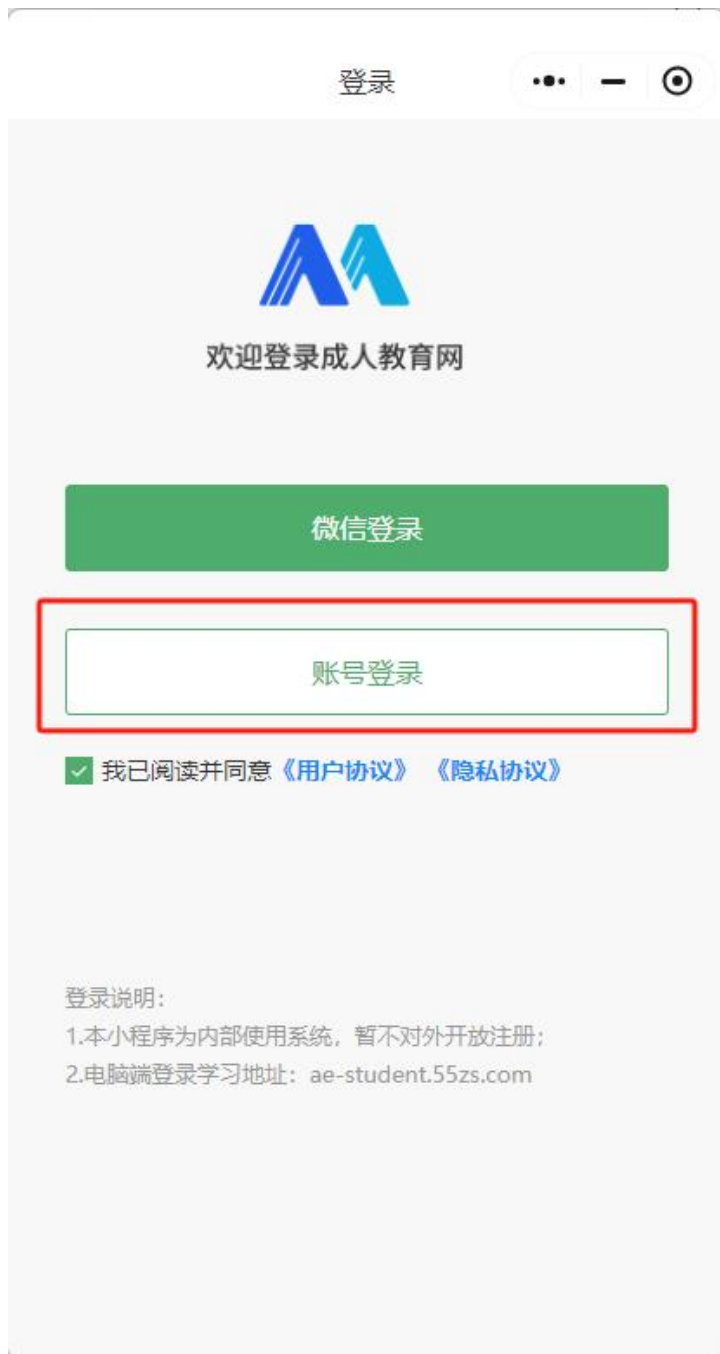 登录
欢迎登录成人教育网
微信登录
账号登录
我已阅读并同意《用户协议》 《隐私协议》
登录说明：
1.本小程序为内部使用系统，暂不对外开放注册；
2.电脑端登录学习地址：ae-student.55zs.com